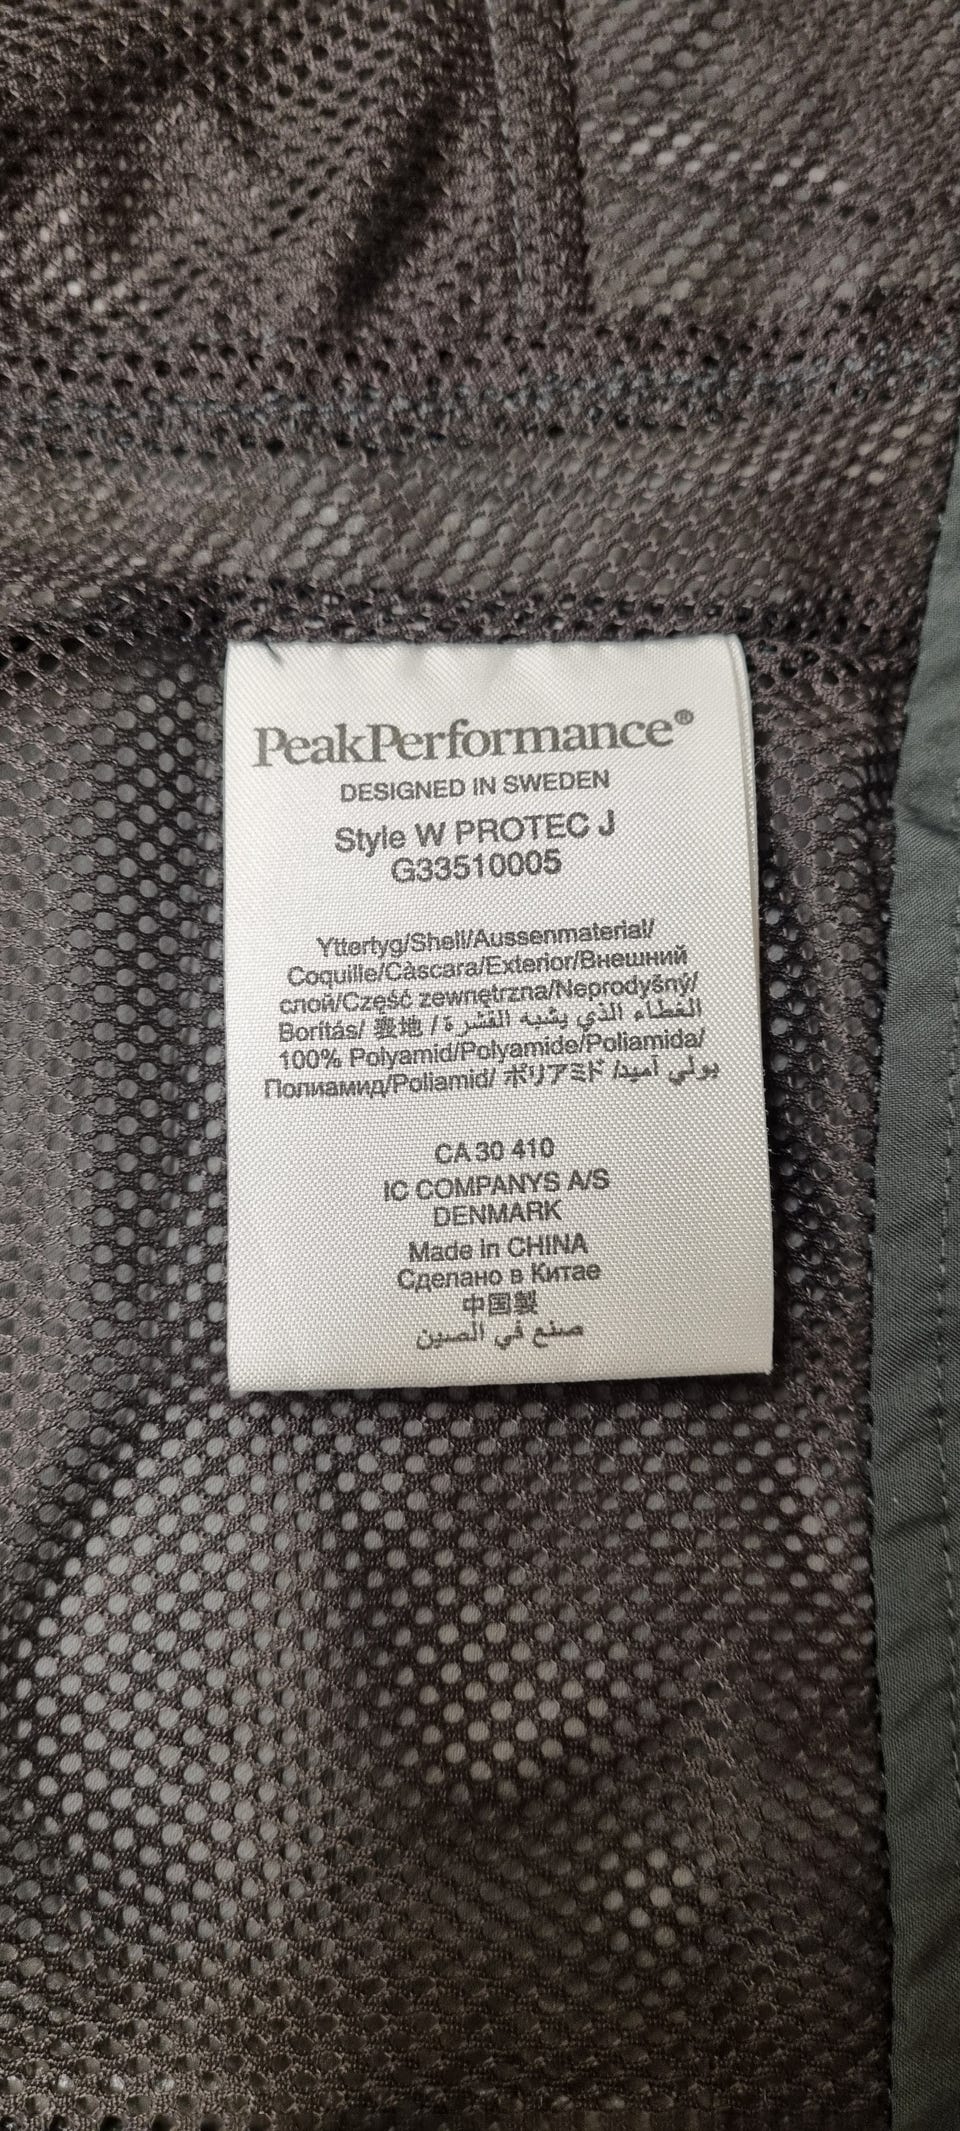 PeakPerformance®
DESIGNED IN SWEDEN
Style W PROTEC J
G33510005
Yttertyg/Shell/Aussenmaterial/
Coquille/Càscara/Exterior/Внешний
слой/Część zewnętrzna/Neprodyšný/
Borítás/ 表地 / الغطاء الذي يشبه القشرة/
100% Polyamid/Polyamide/Poliamida/
Полиамид/Poliamid/ ポリアミド / بولي أميد
CA 30 410
IC COMPANYS A/S
DENMARK
Made in CHINA
Сделано в Китае
中国製
صنع في الصين